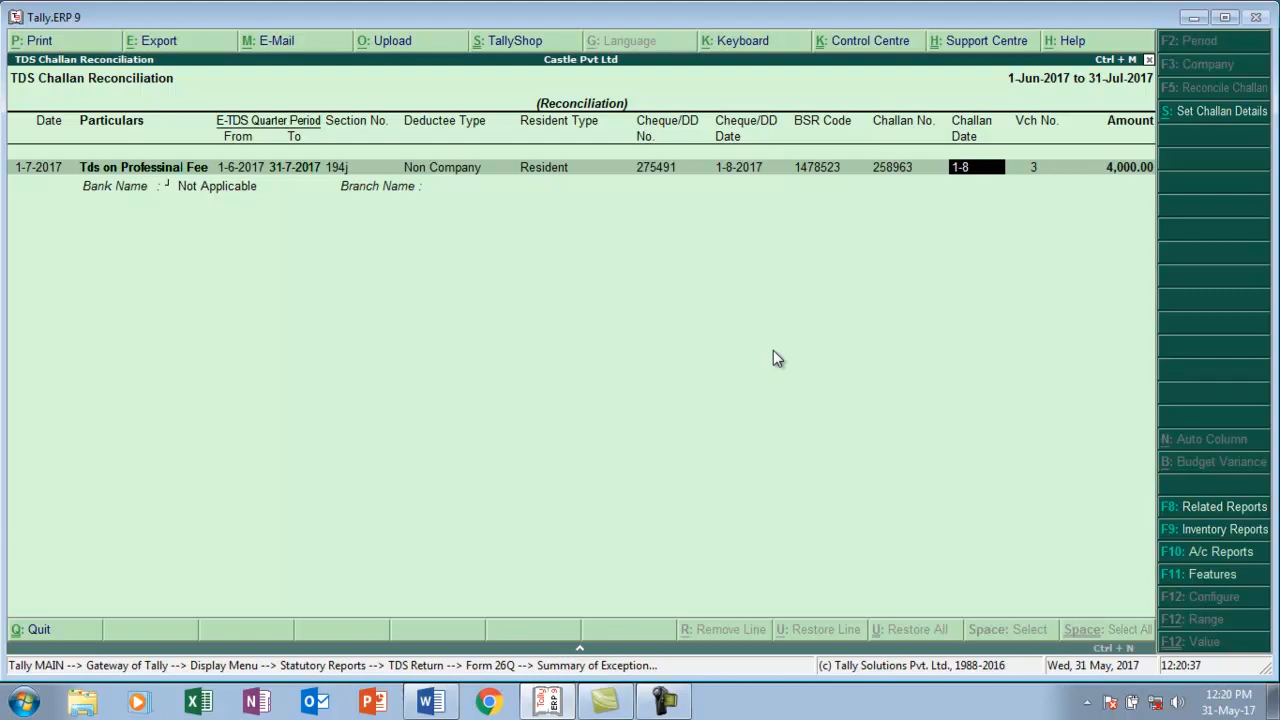 Tally.ERP 9
P: Print E: Export M: E-Mail O: Upload S: TallyShop G: Language K: Keyboard K: Control Centre H: Support Centre H: Help
TDS Challan Reconciliation Castle Pvt Ltd Ctrl + M
TDS Challan Reconciliation 1-Jun-2017 to 31-Jul-2017
(Reconciliation)
Date Particulars E-TDS Quarter Period Section No. Deductee Type Resident Type Cheque/DD Cheque/DD BSR Code Challan No. Challan Vch No. Amount
From To No. Date Date
1-7-2017 Tds on Professinal Fee 1-6-2017 31-7-2017 194j Non Company Resident 275491 1-8-2017 1478523 258963 1-8 3 4,000.00
Bank Name : ┘ Not Applicable Branch Name :
F2: Period
F3: Company
F5: Reconcile Challan
S: Set Challan Details
N: Auto Column
B: Budget Variance
F8: Related Reports
F9: Inventory Reports
F10: A/c Reports
F11: Features
F12: Configure
F12: Range
F12: Value
Q: Quit R: Remove Line U: Restore Line U: Restore All Space: Select Space: Select All
Ctrl + N
Tally MAIN --> Gateway of Tally --> Display Menu --> Statutory Reports --> TDS Return --> Form 26Q --> Summary of Exception... (c) Tally Solutions Pvt. Ltd., 1988-2016 Wed, 31 May, 2017 12:20:37
12:20 PM
31-May-17